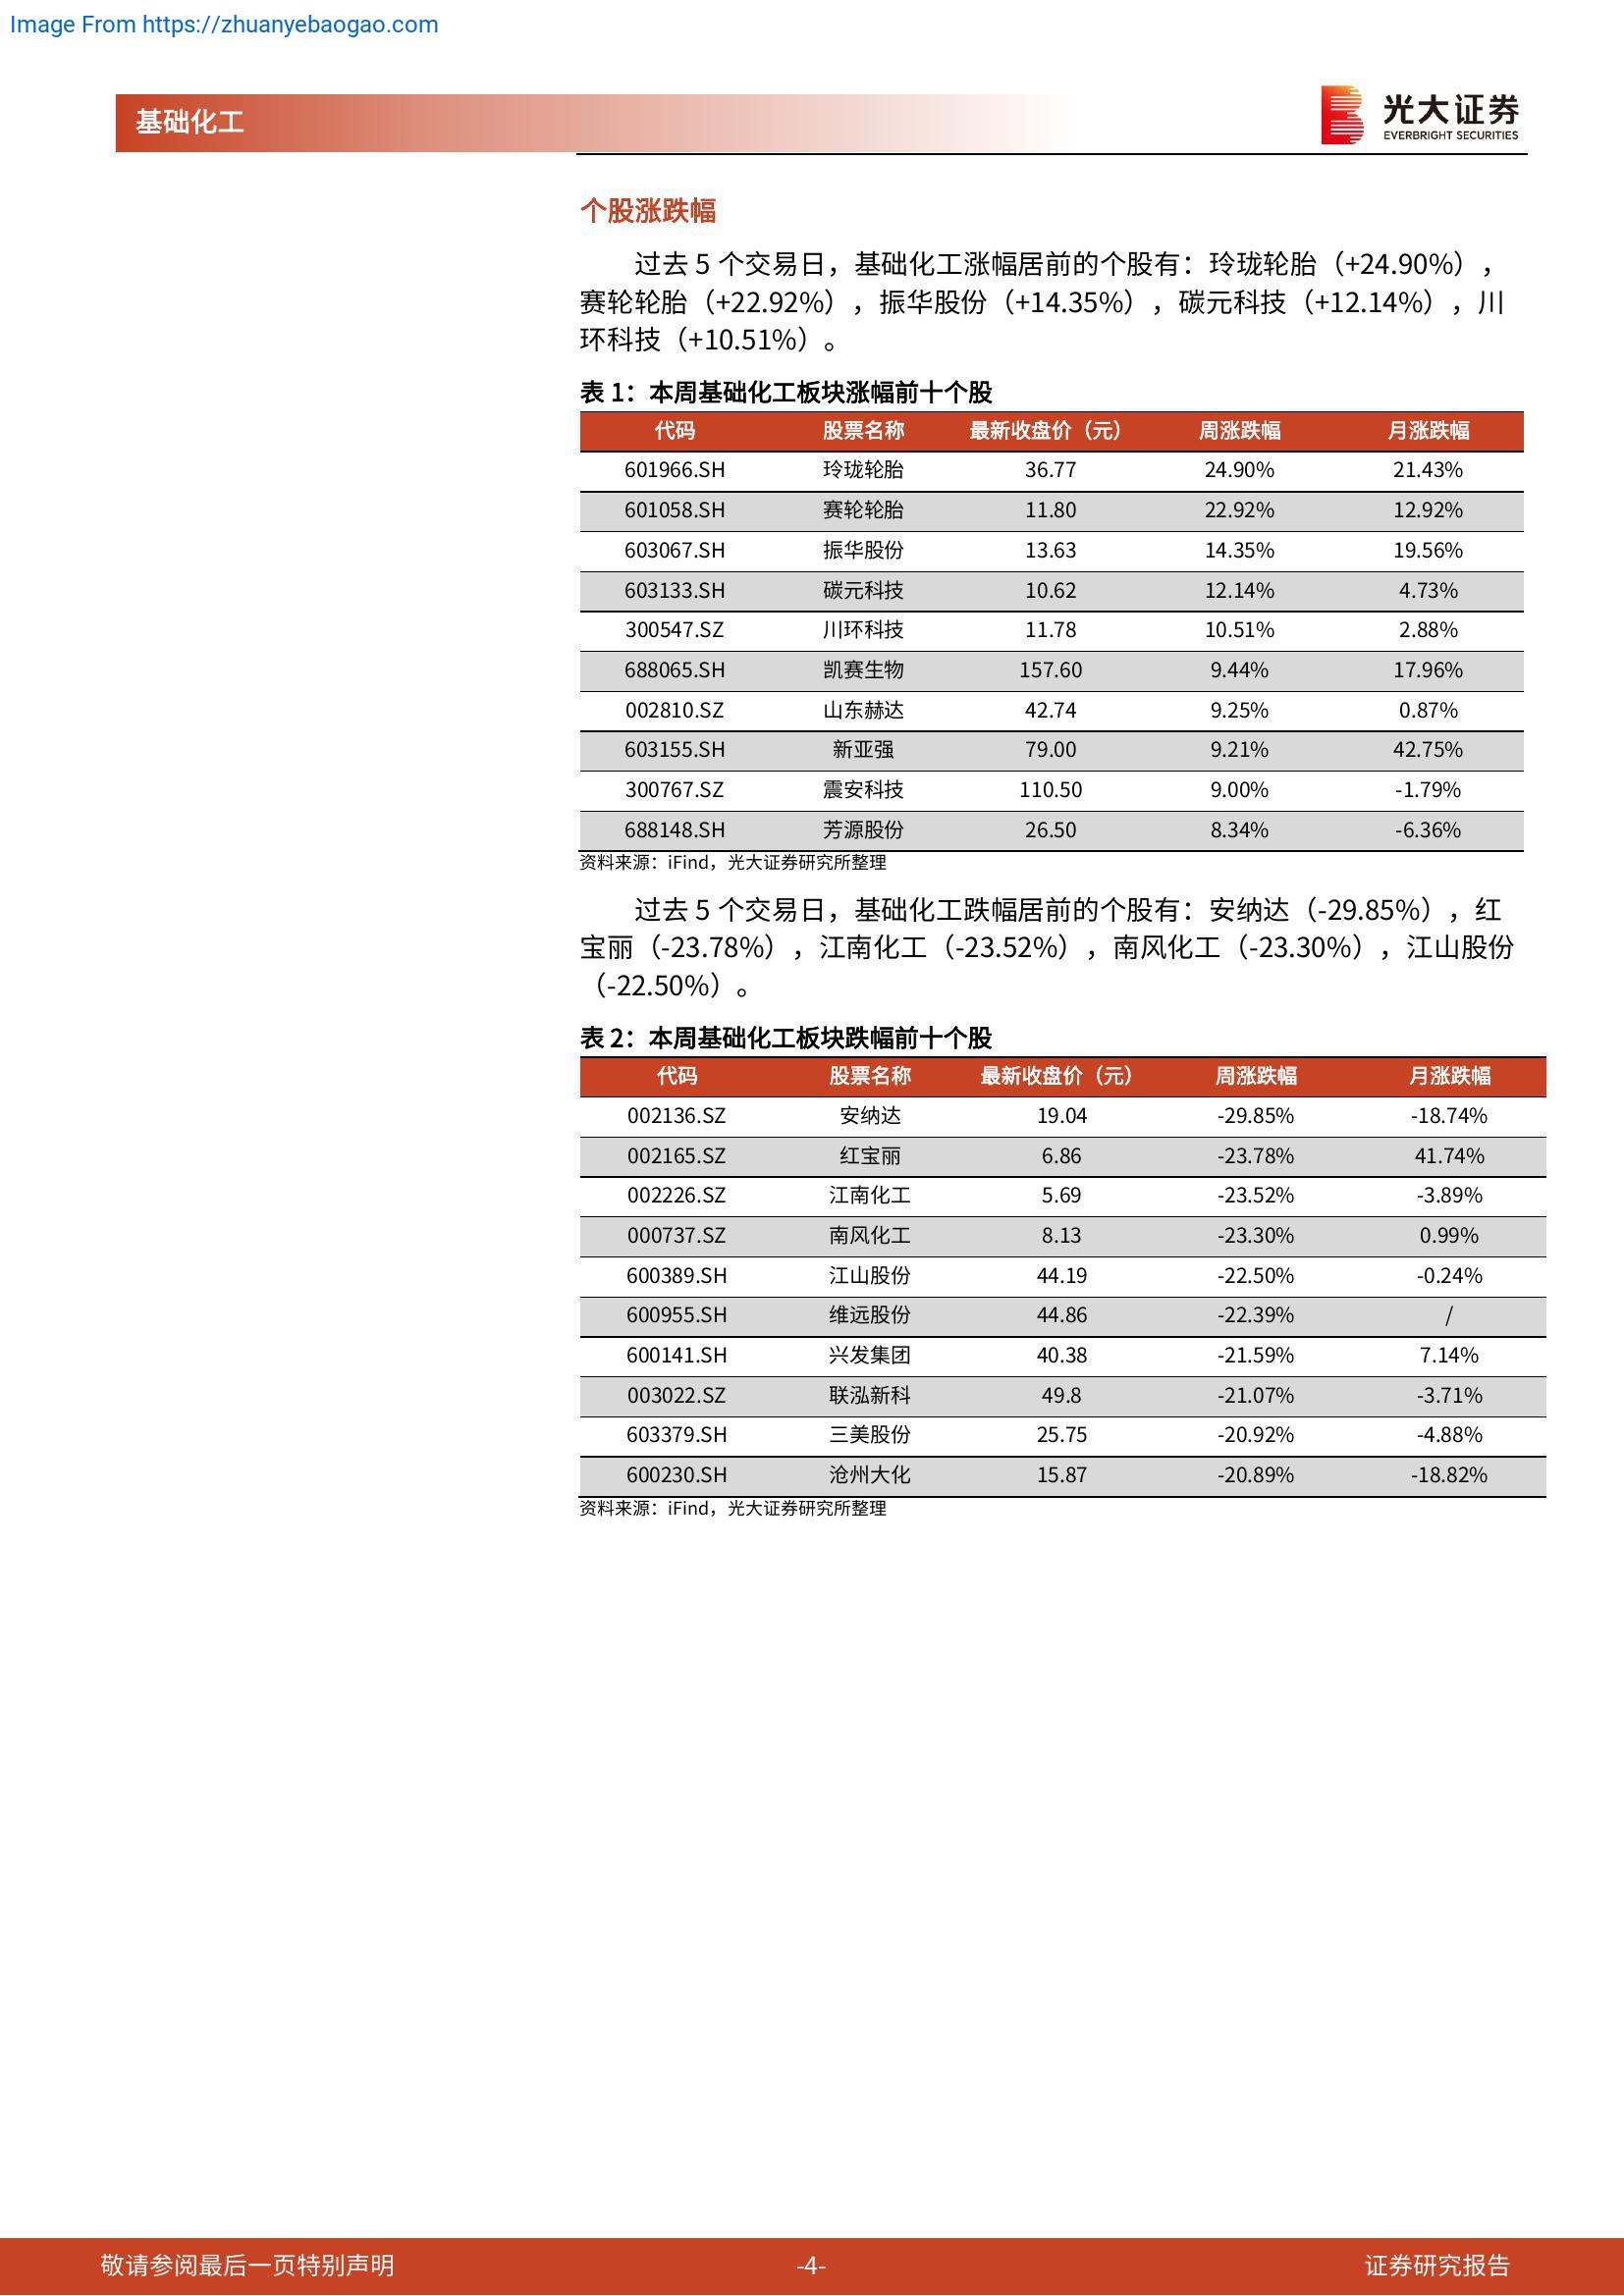 Image From https://zhuanyebaogao.com
基础化工
光大证券
EVERBRIGHT SECURITIES
个股涨跌幅
过去 5 个交易日，基础化工涨幅居前的个股有：玲珑轮胎（+24.90%），
赛轮轮胎（+22.92%），振华股份（+14.35%），碳元科技（+12.14%），川
环科技（+10.51%）。
表 1：本周基础化工板块涨幅前十个股
代码 股票名称 最新收盘价（元） 周涨跌幅 月涨跌幅
601966.SH 玲珑轮胎 36.77 24.90% 21.43%
601058.SH 赛轮轮胎 11.80 22.92% 12.92%
603067.SH 振华股份 13.63 14.35% 19.56%
603133.SH 碳元科技 10.62 12.14% 4.73%
300547.SZ 川环科技 11.78 10.51% 2.88%
688065.SH 凯赛生物 157.60 9.44% 17.96%
002810.SZ 山东赫达 42.74 9.25% 0.87%
603155.SH 新亚强 79.00 9.21% 42.75%
300767.SZ 震安科技 110.50 9.00% -1.79%
688148.SH 芳源股份 26.50 8.34% -6.36%
资料来源：iFind，光大证券研究所整理
过去 5 个交易日，基础化工跌幅居前的个股有：安纳达（-29.85%），红
宝丽（-23.78%），江南化工（-23.52%），南风化工（-23.30%），江山股份
（-22.50%）。
表 2：本周基础化工板块跌幅前十个股
代码 股票名称 最新收盘价（元） 周涨跌幅 月涨跌幅
002136.SZ 安纳达 19.04 -29.85% -18.74%
002165.SZ 红宝丽 6.86 -23.78% 41.74%
002226.SZ 江南化工 5.69 -23.52% -3.89%
000737.SZ 南风化工 8.13 -23.30% 0.99%
600389.SH 江山股份 44.19 -22.50% -0.24%
600955.SH 维远股份 44.86 -22.39% /
600141.SH 兴发集团 40.38 -21.59% 7.14%
003022.SZ 联泓新科 49.8 -21.07% -3.71%
603379.SH 三美股份 25.75 -20.92% -4.88%
600230.SH 沧州大化 15.87 -20.89% -18.82%
资料来源：iFind，光大证券研究所整理
敬请参阅最后一页特别声明 -4- 证券研究报告